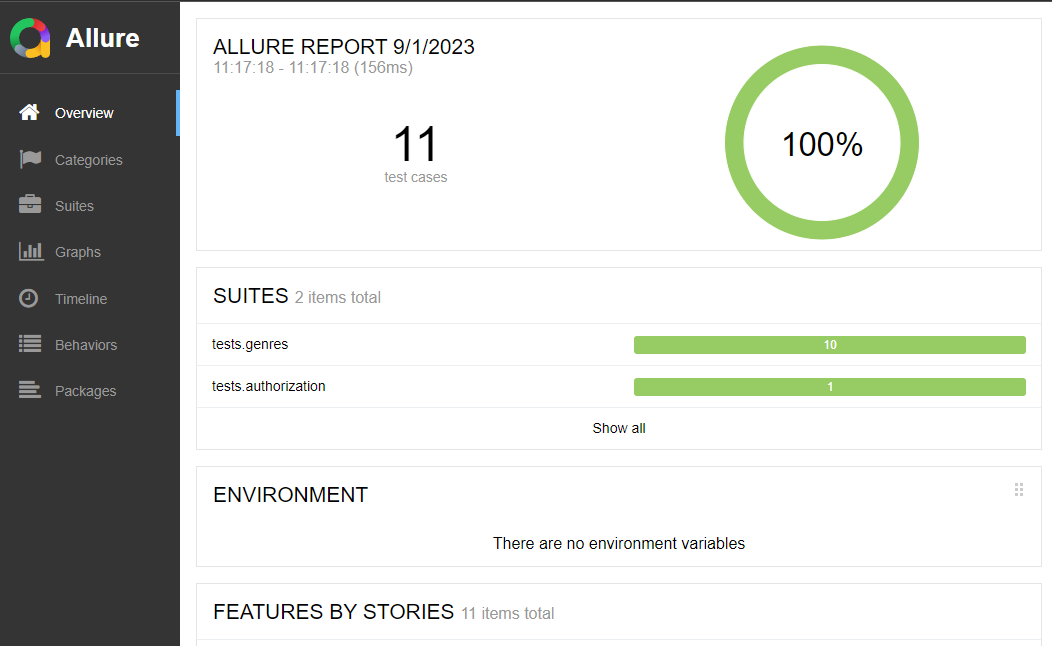 Allure
Overview
Categories
Suites
Graphs
Timeline
Behaviors
Packages
ALLURE REPORT 9/1/2023
11:17:18 - 11:17:18 (156ms)
11
test cases
100%
SUITES 2 items total
tests.genres 10
tests.authorization 1
Show all
ENVIRONMENT
There are no environment variables
FEATURES BY STORIES 11 items total